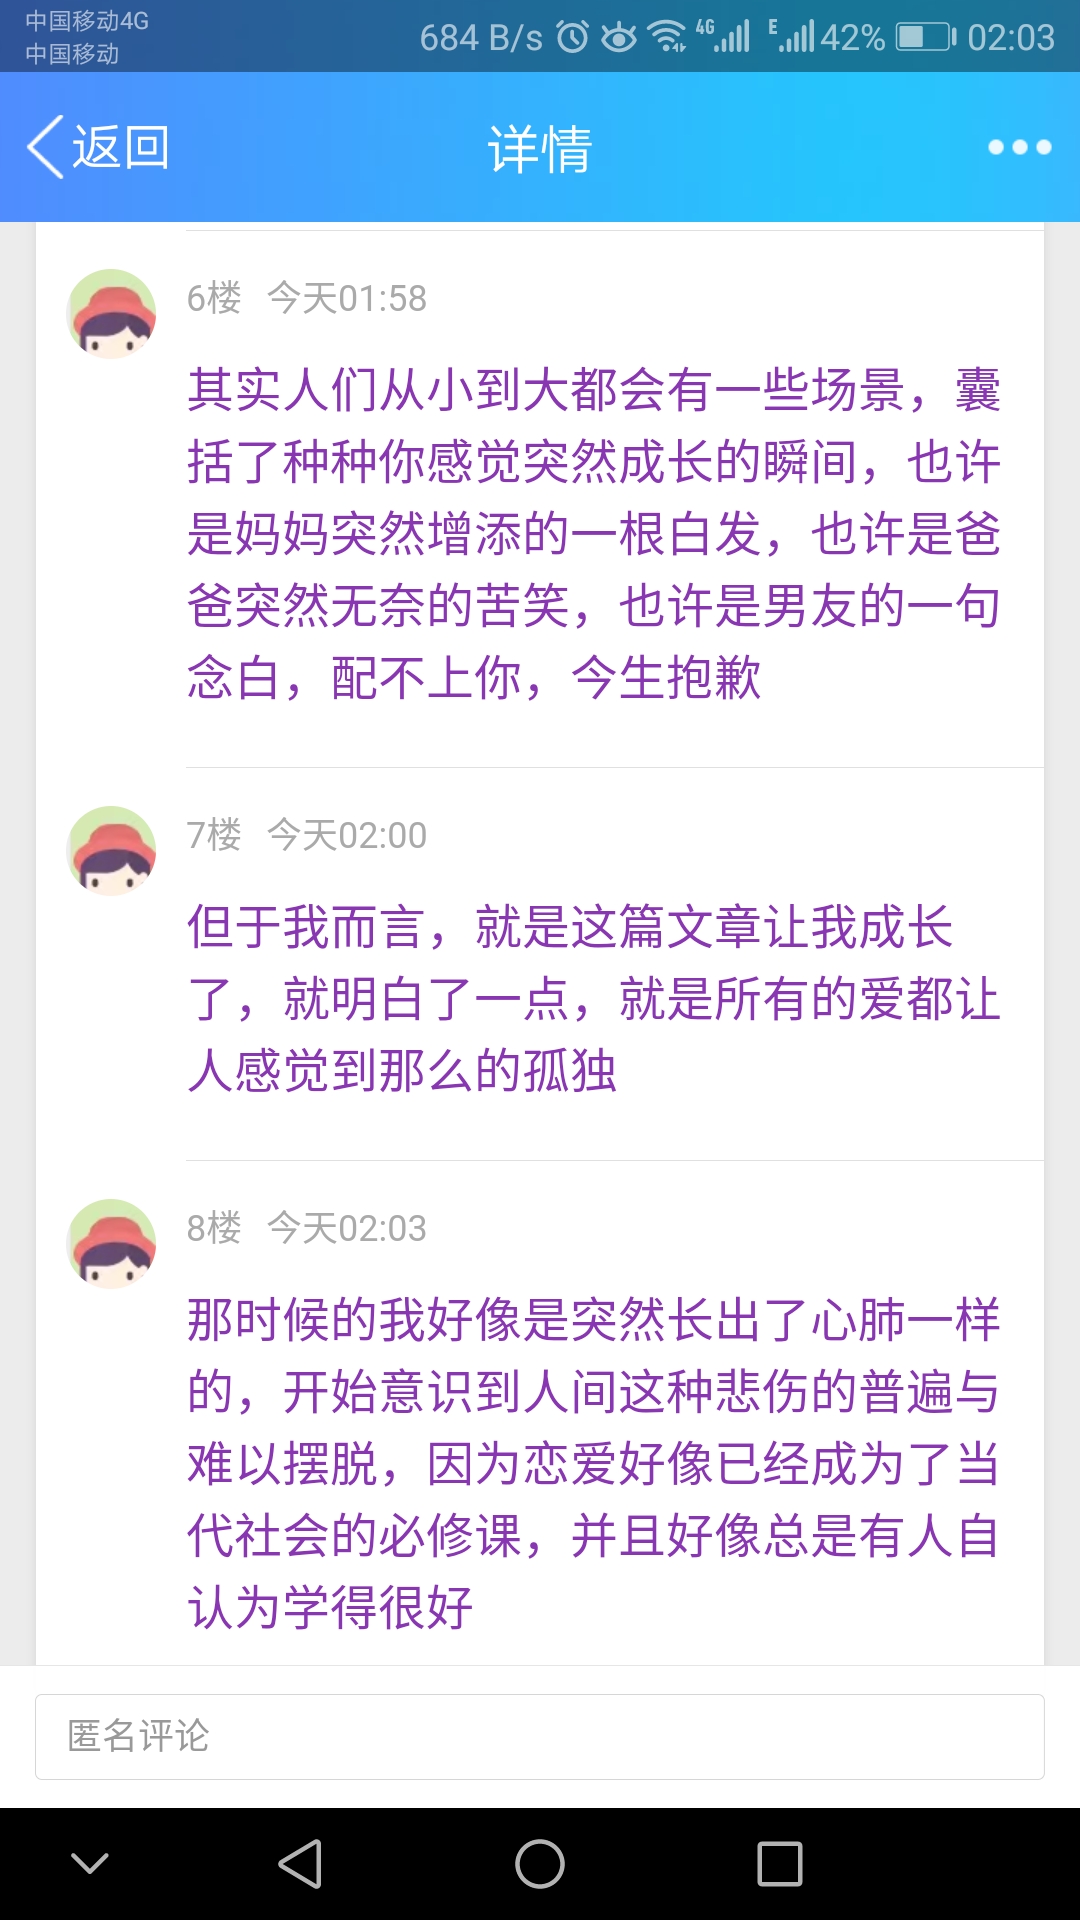 中国移动4G
中国移动
684 B/s 4G E 42% 02:03
返回 详情
6楼 今天01:58
其实人们从小到大都会有一些场景，囊
括了种种你感觉突然成长的瞬间，也许
是妈妈突然增添的一根白发，也许是爸
爸突然无奈的苦笑，也许是男友的一句
念白，配不上你，今生抱歉
7楼 今天02:00
但于我而言，就是这篇文章让我成长
了，就明白了一点，就是所有的爱都让
人感觉到那么的孤独
8楼 今天02:03
那时候的我好像是突然长出了心肺一样
的，开始意识到人间这种悲伤的普遍与
难以摆脱，因为恋爱好像已经成为了当
代社会的必修课，并且好像总是有人自
认为学得很好
匿名评论